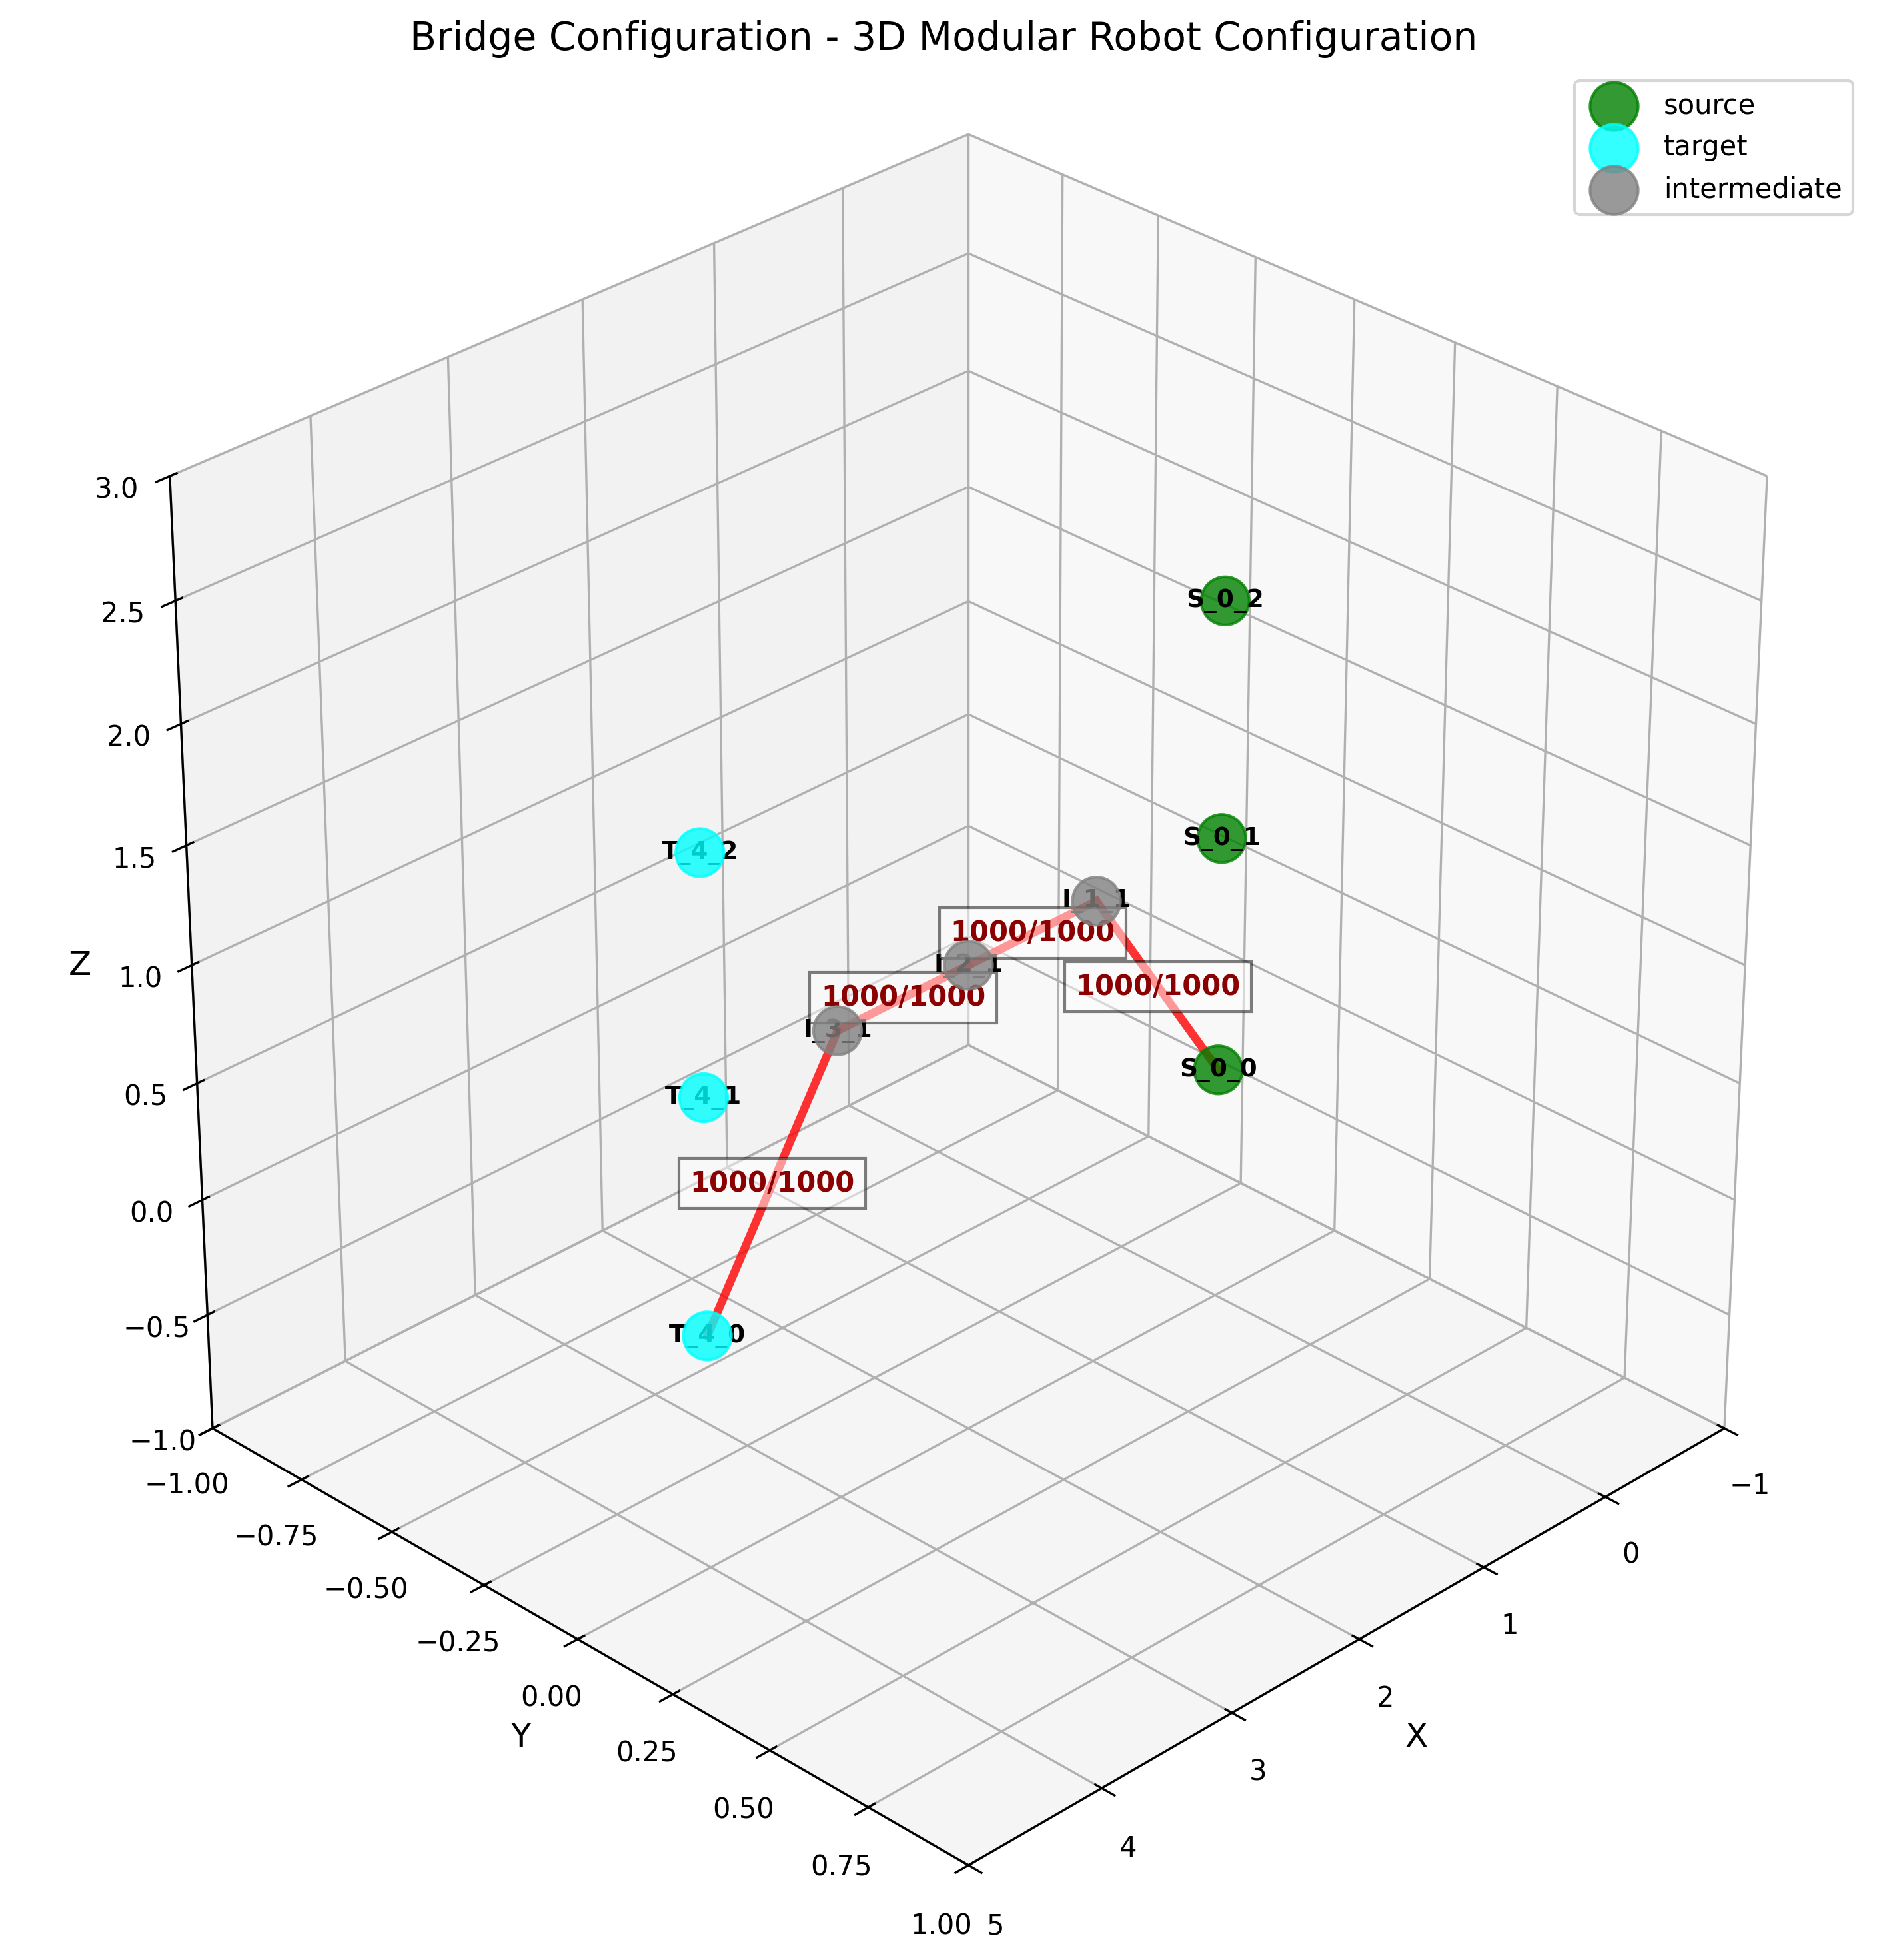 Bridge Configuration - 3D Modular Robot Configuration
source
target
intermediate
3.0
2.5
2.0
1.5
1.0
0.5
0.0
−0.5
−1.0
Z
S_0_2
S_0_1
S_0_0
T_4_2
T_4_1
T_4_0
I_1_1
I_2_1
I_3_1
1000/1000
1000/1000
1000/1000
1000/1000
−1.00
−0.75
−0.50
−0.25
0.00
0.25
0.50
0.75
1.00
Y
−1
0
1
2
3
4
5
X